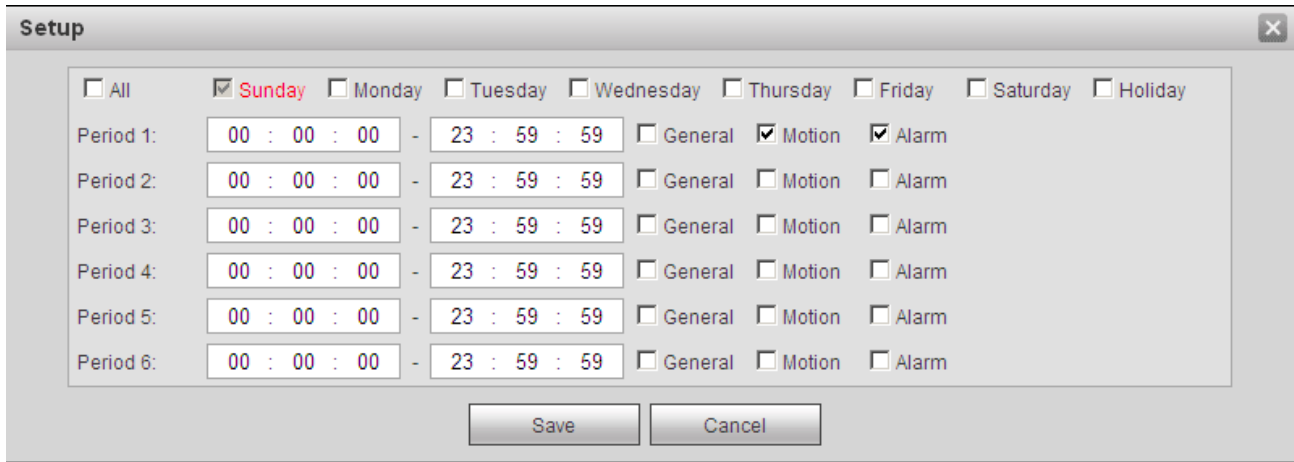 Setup
All Sunday Monday Tuesday Wednesday Thursday Friday Saturday Holiday
Period 1: 00 : 00 : 00 - 23 : 59 : 59 General Motion Alarm
Period 2: 00 : 00 : 00 - 23 : 59 : 59 General Motion Alarm
Period 3: 00 : 00 : 00 - 23 : 59 : 59 General Motion Alarm
Period 4: 00 : 00 : 00 - 23 : 59 : 59 General Motion Alarm
Period 5: 00 : 00 : 00 - 23 : 59 : 59 General Motion Alarm
Period 6: 00 : 00 : 00 - 23 : 59 : 59 General Motion Alarm
Save Cancel